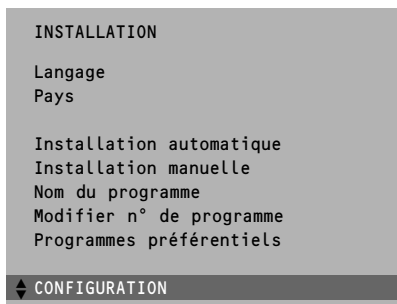 INSTALLATION
Langage
Pays
Installation automatique
Installation manuelle
Nom du programme
Modifier n° de programme
Programmes préférentiels
CONFIGURATION